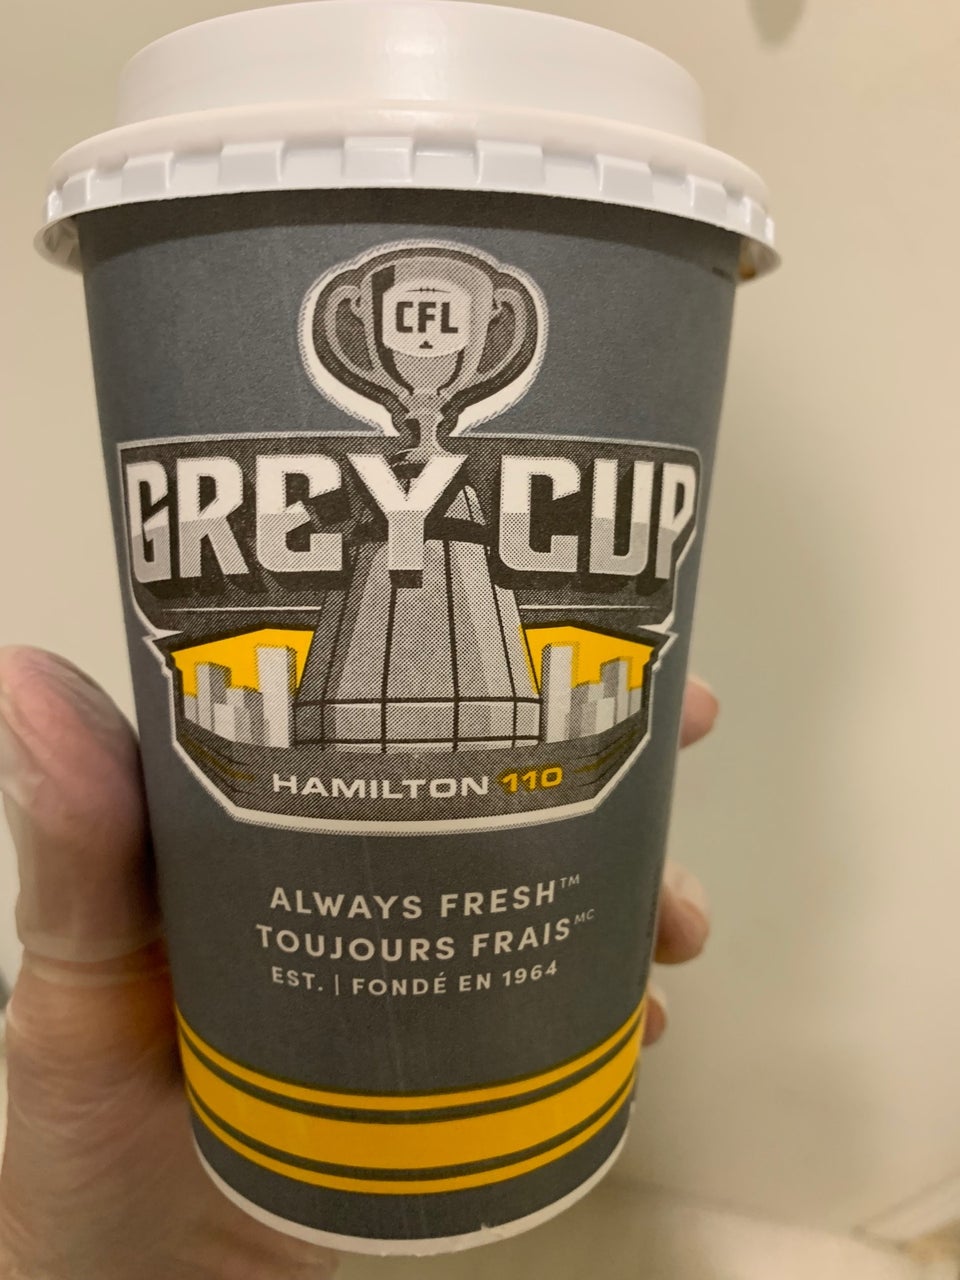 CFL
GREY CUP
HAMILTON 110
ALWAYS FRESH™
TOUJOURS FRAIS ᴹᶜ
EST. | FONDÉ EN 1964